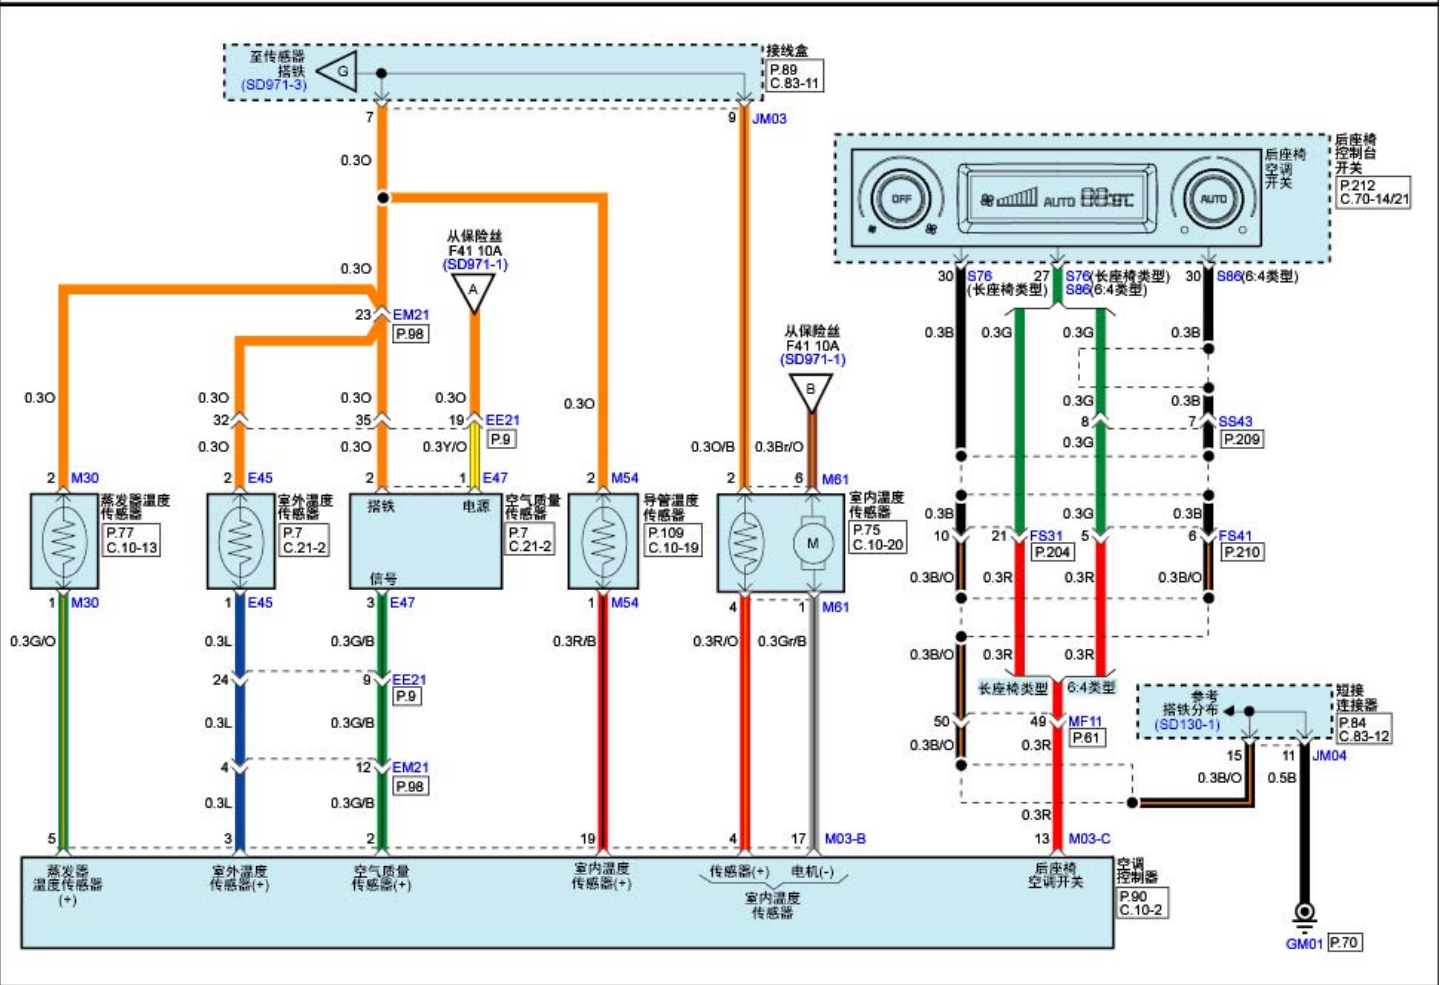 至传感器
搭铁
(SD971-3)
G
接线盒
P.89
C.83-11
7
9
JM03
0.3O
后座椅
控制台
开关
P.212
C.70-14/21
后座椅
空调
开关
OFF
AUTO
AUTO
从保险丝
F41 10A
(SD971-1)
A
0.3O
23
EM21
P.98
30
S76
(长座椅类型)
27
S76(长座椅类型)
S86(6:4类型)
30
S86(6:4类型)
从保险丝
F41 10A
(SD971-1)
B
0.3B
0.3G
0.3G
0.3B
0.3O
0.3O
0.3O
0.3O
0.3O
0.3G
0.3B
32
35
19
EE21
P.9
8
7
SS43
P.209
0.3O
0.3O
0.3Y/O
0.3O/B
0.3Br/O
0.3G
2
M30
2
E45
2
1
E47
2
M54
2
6
M61
蒸发器温度
传感器
P.77
C.10-13
室外温度
传感器
P.7
C.21-2
搭铁
电源
信号
空气质量
传感器
P.7
C.21-2
导管温度
传感器
P.109
C.10-19
M
室内温度
传感器
P.75
C.10-20
0.3B
0.3G
0.3B
10
21
FS31
P.204
5
6
FS41
P.210
0.3B/O
0.3R
0.3R
0.3B/O
1
M30
1
E45
3
E47
1
M54
4
1
M61
0.3G/O
0.3L
0.3G/B
0.3R/B
0.3R/O
0.3Gr/B
0.3B/O
0.3R
0.3R
24
9
EE21
P.9
长座椅类型
6:4类型
参考
搭铁分布
(SD130-1)
短接
连接器
P.84
C.83-12
0.3L
0.3G/B
50
49
MF11
P.61
0.3B/O
0.3R
4
12
EM21
P.98
15
11
JM04
0.3B/O
0.5B
0.3L
0.3G/B
0.3R
5
3
2
19
4
17
M03-B
13
M03-C
蒸发器
温度传感器
(+)
室外温度
传感器(+)
空气质量
传感器(+)
室内温度
传感器(+)
传感器(+)
电机(-)
室内温度
传感器
后座椅
空调开关
空调
控制器
P.90
C.10-2
GM01
P.70